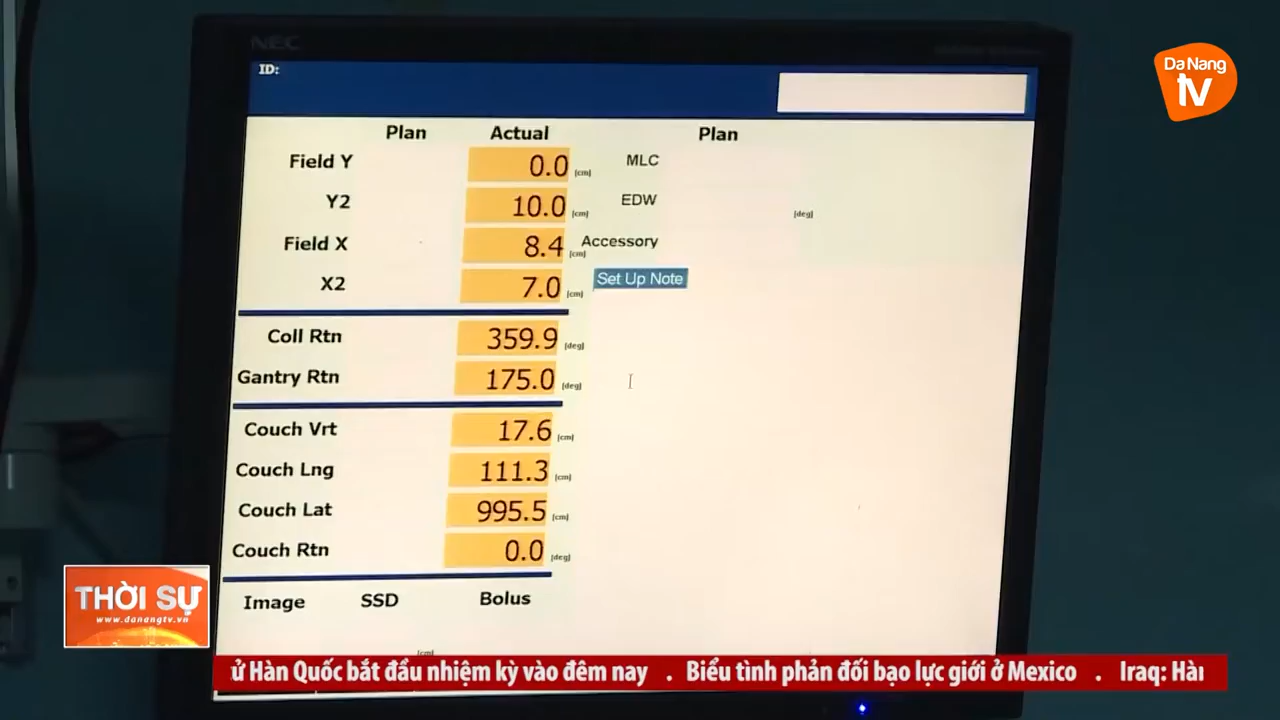 NEC
ID:
Da Nang
tv
Plan Actual Plan
Field Y 0.0 [cm] MLC
Y2 10.0 [cm] EDW [deg]
Field X 8.4 [cm] Accessory
X2 7.0 [cm] Set Up Note
Coll Rtn 359.9 [deg]
Gantry Rtn 175.0 [deg]
Couch Vrt 17.6 [cm]
Couch Lng 111.3 [cm]
Couch Lat 995.5 [cm]
Couch Rtn 0.0 [deg]
Image SSD Bolus
[cm]
THỜI SỰ
www.danangtv.vn
ử Hàn Quốc bắt đầu nhiệm kỳ vào đêm nay . Biểu tình phản đối bạo lực giới ở Mexico . Iraq: Hàn